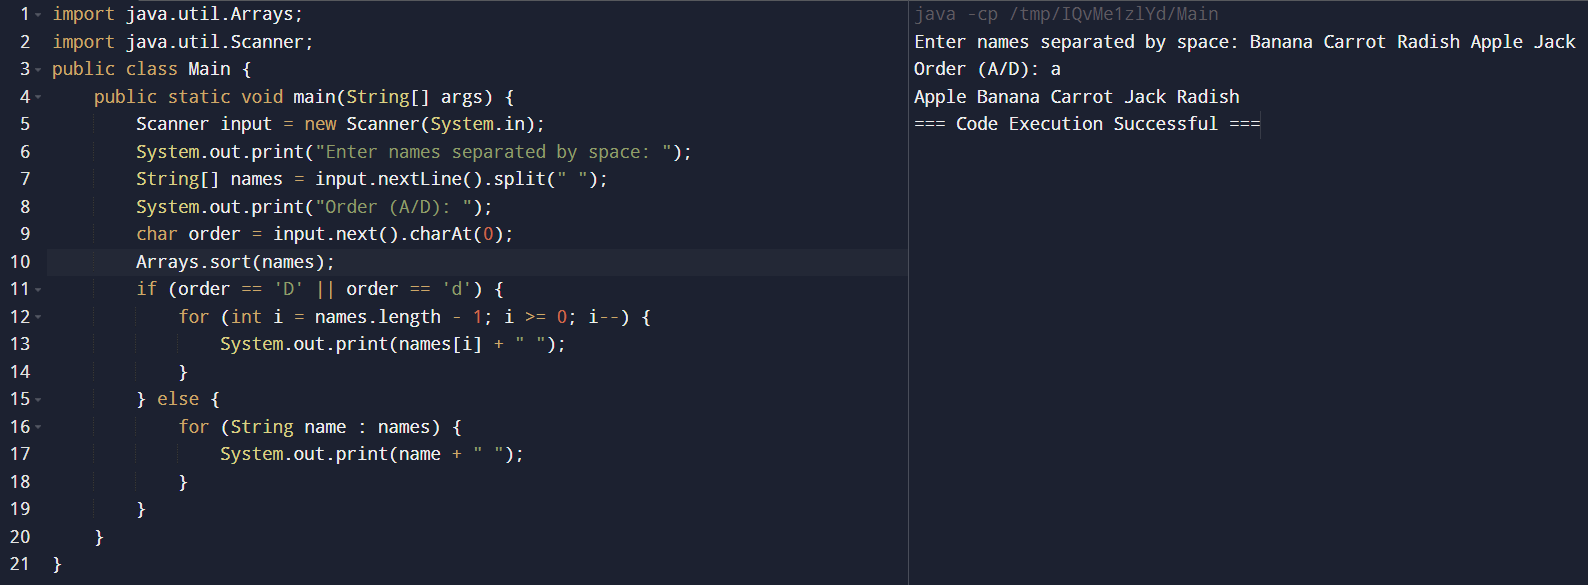 1 import java.util.Arrays;
2 import java.util.Scanner;
3 public class Main {
4     public static void main(String[] args) {
5         Scanner input = new Scanner(System.in);
6         System.out.print("Enter names separated by space: ");
7         String[] names = input.nextLine().split(" ");
8         System.out.print("Order (A/D): ");
9         char order = input.next().charAt(0);
10         Arrays.sort(names);
11         if (order == 'D' || order == 'd') {
12             for (int i = names.length - 1; i >= 0; i--) {
13                 System.out.print(names[i] + " ");
14             }
15         } else {
16             for (String name : names) {
17                 System.out.print(name + " ");
18             }
19         }
20     }
21 }
java -cp /tmp/IQvMe1zlYd/Main
Enter names separated by space: Banana Carrot Radish Apple Jack
Order (A/D): a
Apple Banana Carrot Jack Radish
=== Code Execution Successful ===